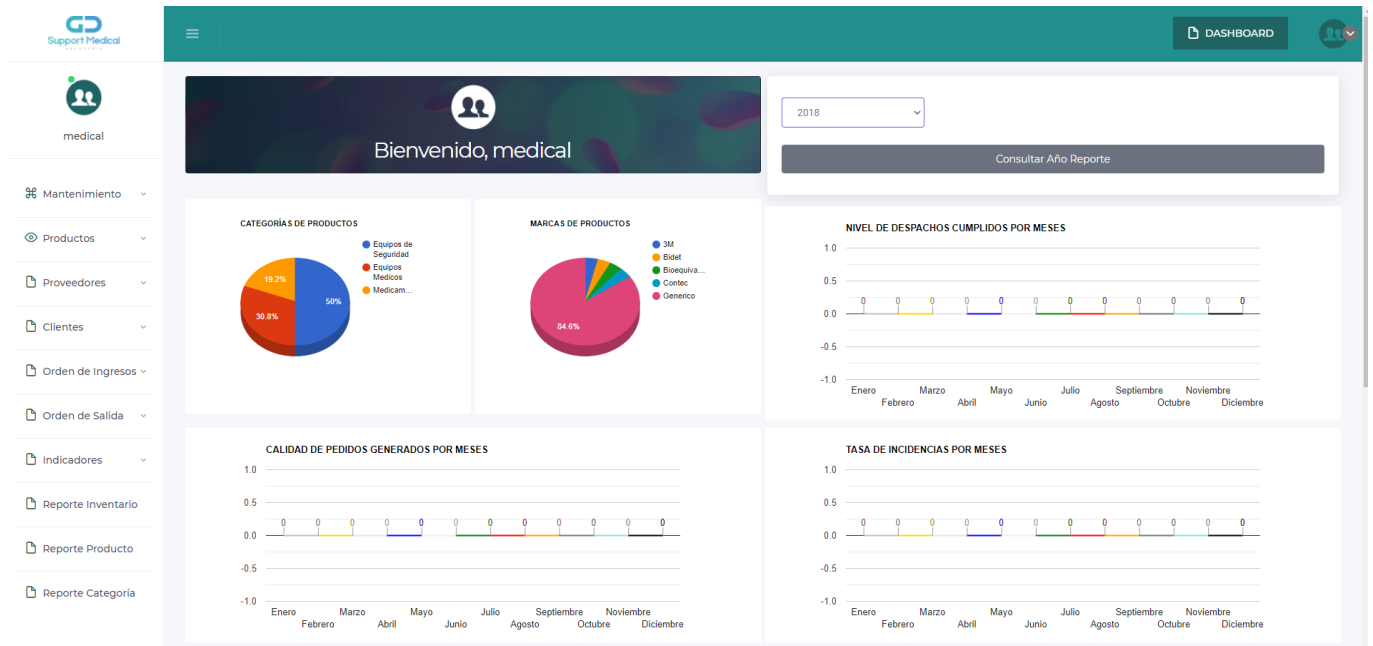 Support Medical
DASHBOARD
medical
Mantenimiento
Productos
Proveedores
Clientes
Orden de Ingresos
Orden de Salida
Indicadores
Reporte Inventario
Reporte Producto
Reporte Categoría
Bienvenido, medical
2018
Consultar Año Reporte
CATEGORÍAS DE PRODUCTOS
Equipos de
Seguridad
Equipos
Medicos
Medicam...
19.2%
50%
30.8%
MARCAS DE PRODUCTOS
3M
Bidet
Bioequiva...
Contec
Generico
84.6%
NIVEL DE DESPACHOS CUMPLIDOS POR MESES
1.0
0.5
0 0 0 0 0 0 0 0 0 0 0 0
0.0
-0.5
-1.0
Enero Marzo Mayo Julio Septiembre Noviembre
Febrero Abril Junio Agosto Octubre Diciembre
CALIDAD DE PEDIDOS GENERADOS POR MESES
1.0
0.5
0 0 0 0 0 0 0 0 0 0 0 0
0.0
-0.5
-1.0
Enero Marzo Mayo Julio Septiembre Noviembre
Febrero Abril Junio Agosto Octubre Diciembre
TASA DE INCIDENCIAS POR MESES
1.0
0.5
0 0 0 0 0 0 0 0 0 0 0 0
0.0
-0.5
-1.0
Enero Marzo Mayo Julio Septiembre Noviembre
Febrero Abril Junio Agosto Octubre Diciembre